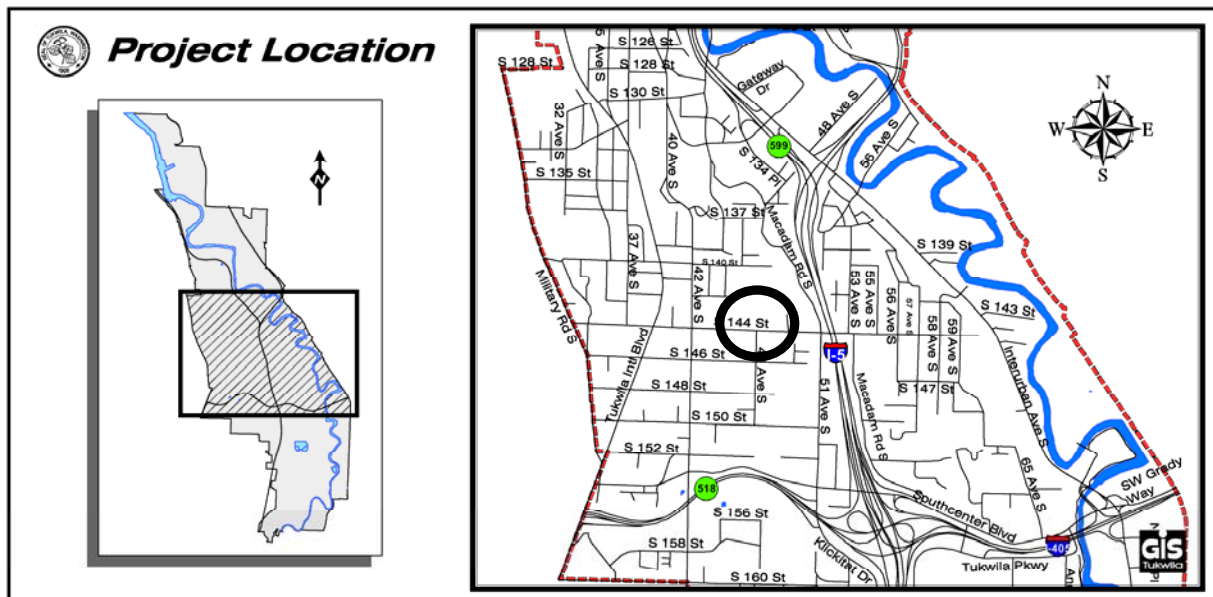 Project Location
N
S 126 St
5 Ave S
S 128 St
S 128 St
Gateway
Dr
S 130 St
32 Ave S
40 Ave S
48 Ave S
56 Ave S
599
S 134 Pl
S 135 St
S 137 St
Macadam Rd S
37 Ave S
S 139 St
S 140 St
42 Ave S
Military Rd S
53 Ave S
55 Ave S
56 Ave S
57 Ave S
58 Ave S
59 Ave S
S 143 St
144 St
I-5
S 146 St
Tukwila Intl Blvd
Ave S
S 147 St
S 148 St
51 Ave S
Macadam Rd S
Interurban Ave S
S 150 St
S 152 St
65 Ave S
SW Grady
Way
518
Southcenter Blvd
S 156 St
S 158 St
Klickitat Dr
I-405
Tukwila Pkwy
S 160 St
N
W
E
S
GIS
Tukwila